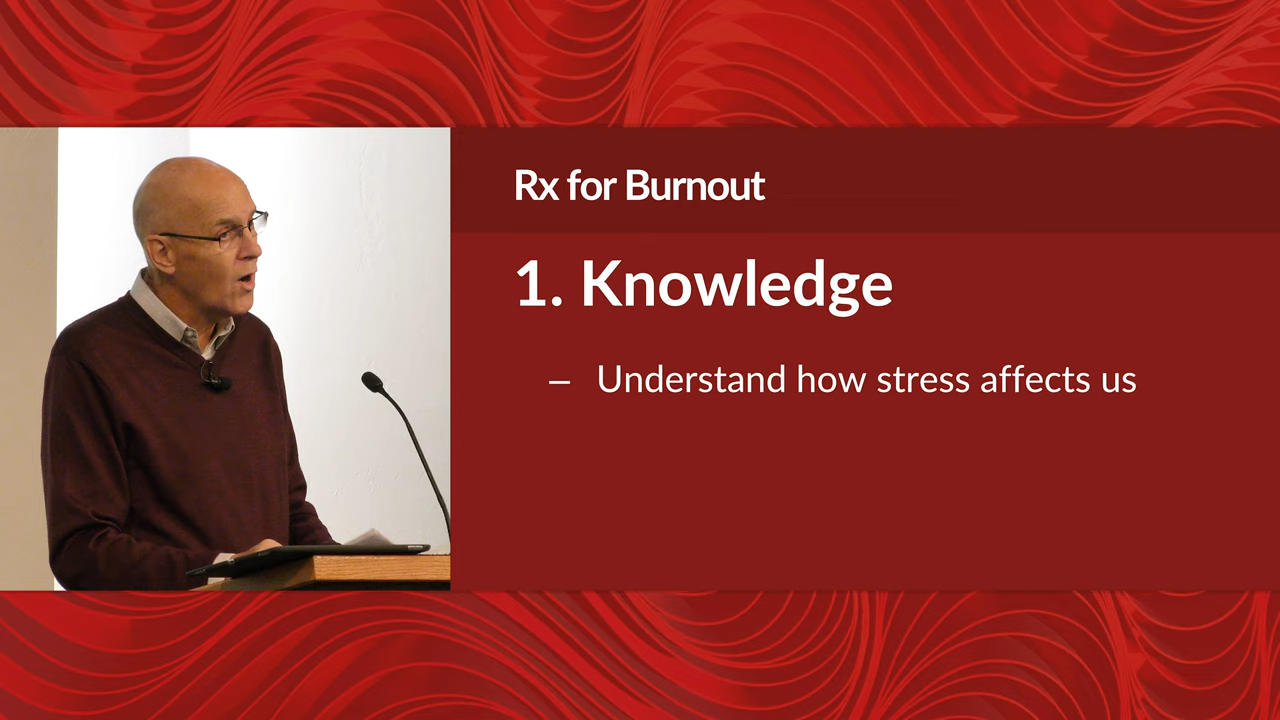 Rx for Burnout
1. Knowledge
– Understand how stress affects us